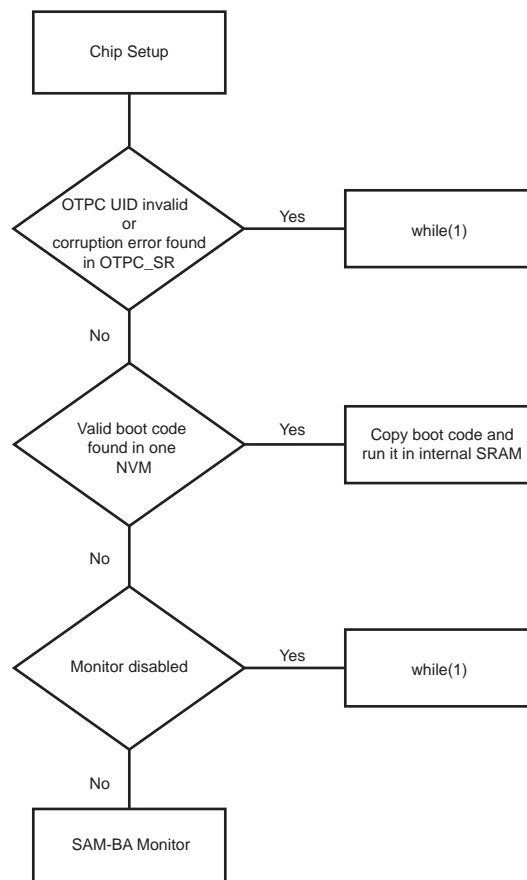 Chip Setup
OTPC UID invalid
or
corruption error found
in OTPC_SR
Yes
while(1)
No
Valid boot code
found in one
NVM
Yes
Copy boot code and
run it in internal SRAM
No
Monitor disabled
Yes
while(1)
No
SAM-BA Monitor